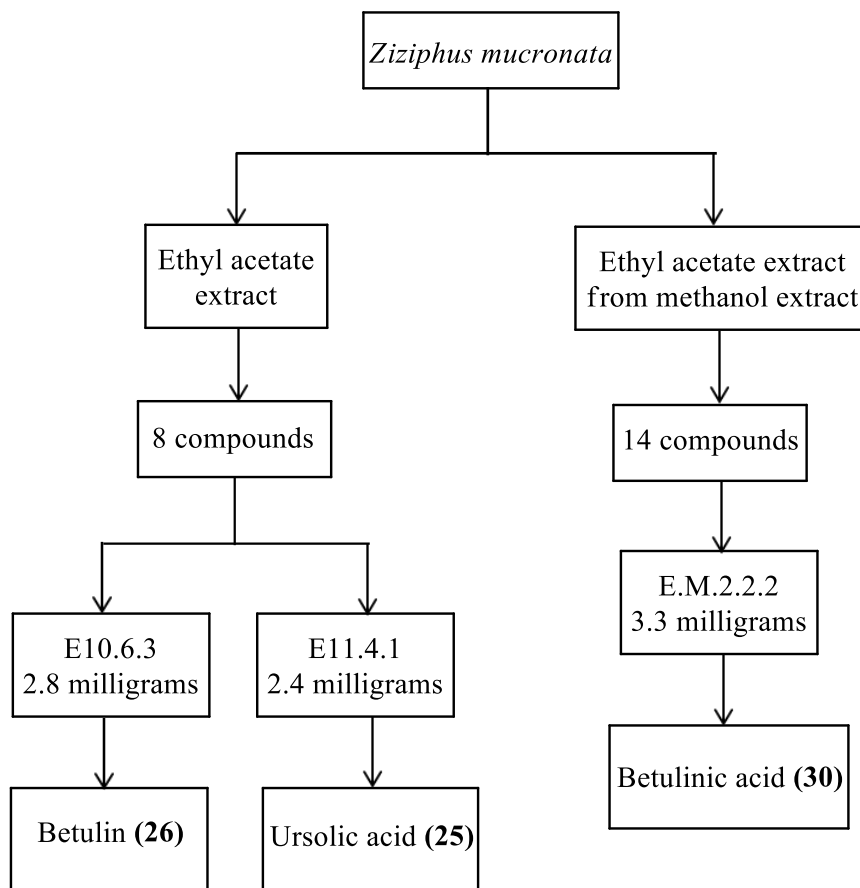 Ziziphus mucronata
Ethyl acetate
extract
Ethyl acetate extract
from methanol extract
8 compounds
14 compounds
E10.6.3
2.8 milligrams
E11.4.1
2.4 milligrams
E.M.2.2.2
3.3 milligrams
Betulin (26)
Ursolic acid (25)
Betulinic acid (30)